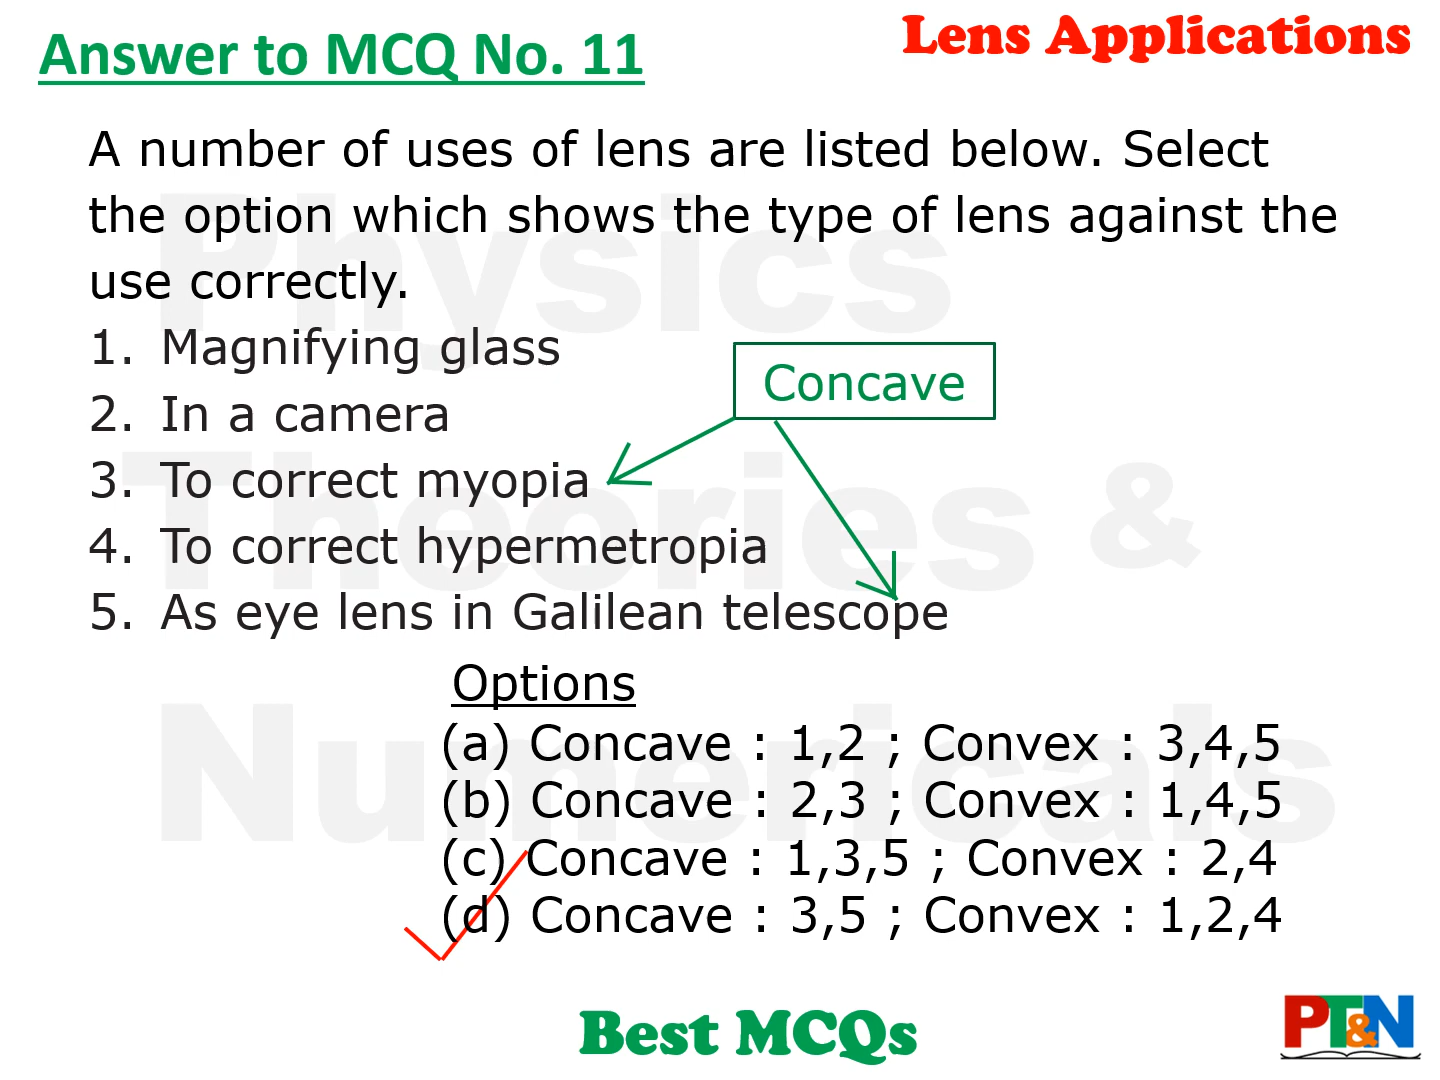 Answer to MCQ No. 11
Lens Applications
A number of uses of lens are listed below. Select
the option which shows the type of lens against the
use correctly.
1. Magnifying glass
2. In a camera
3. To correct myopia
4. To correct hypermetropia
5. As eye lens in Galilean telescope
Concave
Options
(a) Concave : 1,2 ; Convex : 3,4,5
(b) Concave : 2,3 ; Convex : 1,4,5
(c) Concave : 1,3,5 ; Convex : 2,4
(d) Concave : 3,5 ; Convex : 1,2,4
Physics
Theories &
Numericals
Best MCQs
PT&N